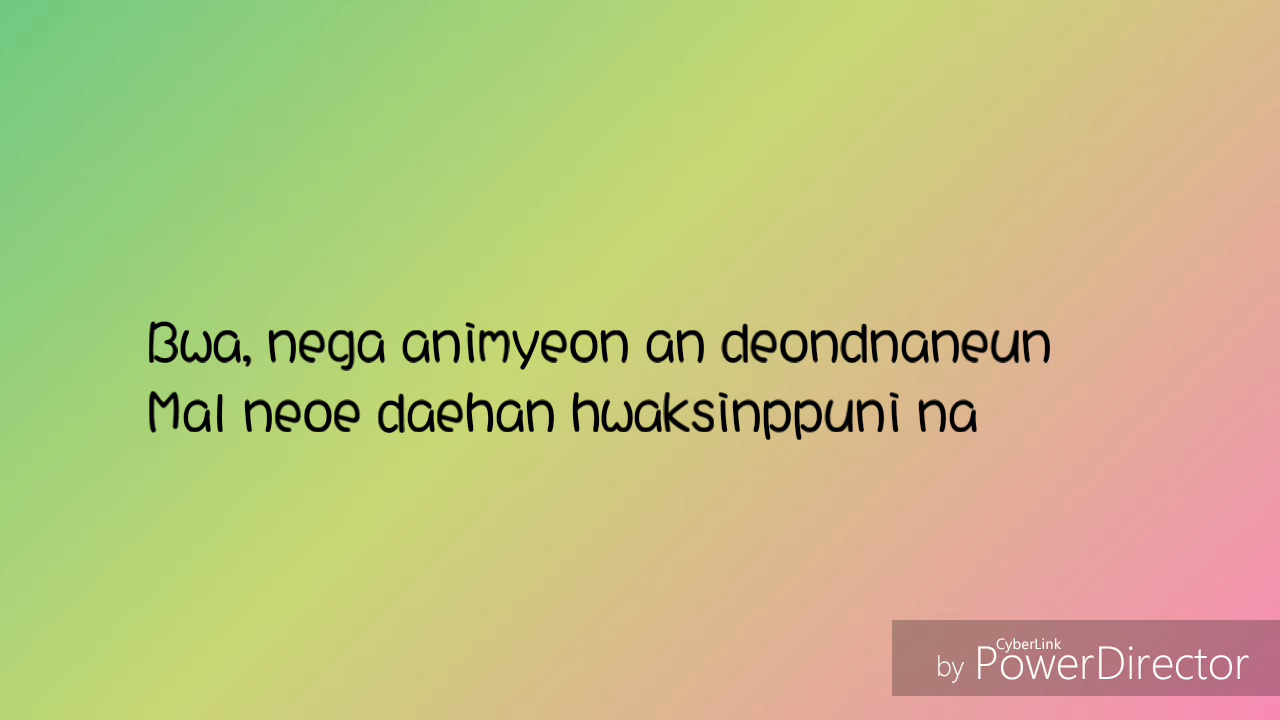 Bwa, nega animyeon an deondnaneun
Mal neoe daehan hwaksinppuni na
CyberLink
by PowerDirector